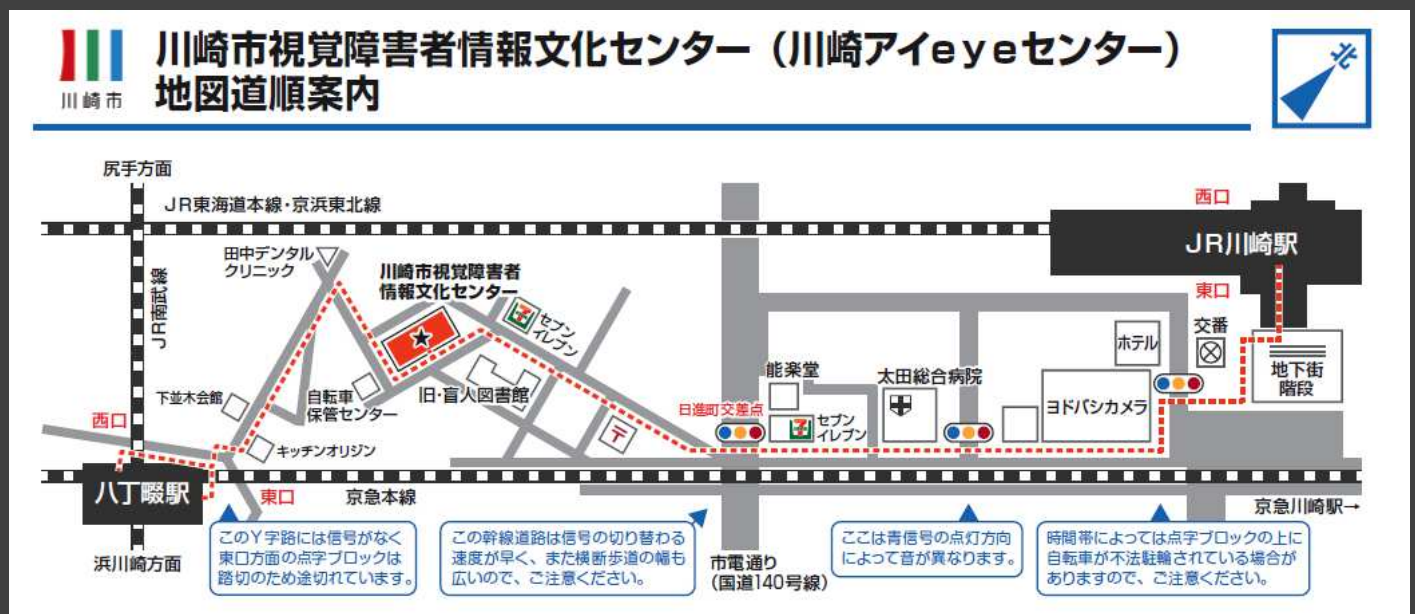 川崎市
川崎市視覚障害者情報文化センター（川崎アイeyeセンター）
地図道順案内
北
尻手方面
JR東海道本線・京浜東北線
西口
JR川崎駅
田中デンタル
クリニック
川崎市視覚障害者
情報文化センター
JR南武線
東口
セブン
イレブン
交番
ホテル
地下街
階段
能楽堂
太田総合病院
自転車
保管センター
旧・盲人図書館
下並木会館
ヨドバシカメラ
日進町交差点
西口
セブン
イレブン
〒
キッチンオリジン
八丁畷駅
東口
京急本線
京急川崎駅→
このY字路には信号がなく
東口方面の点字ブロックは
踏切のため途切れています。
この幹線道路は信号の切り替わる
速度が早く、また横断歩道の幅も
広いので、ご注意ください。
ここは青信号の点灯方向
によって音が異なります。
時間帯によっては点字ブロックの上に
自転車が不法駐輪されている場合が
ありますので、ご注意ください。
浜川崎方面
市電通り
（国道140号線）